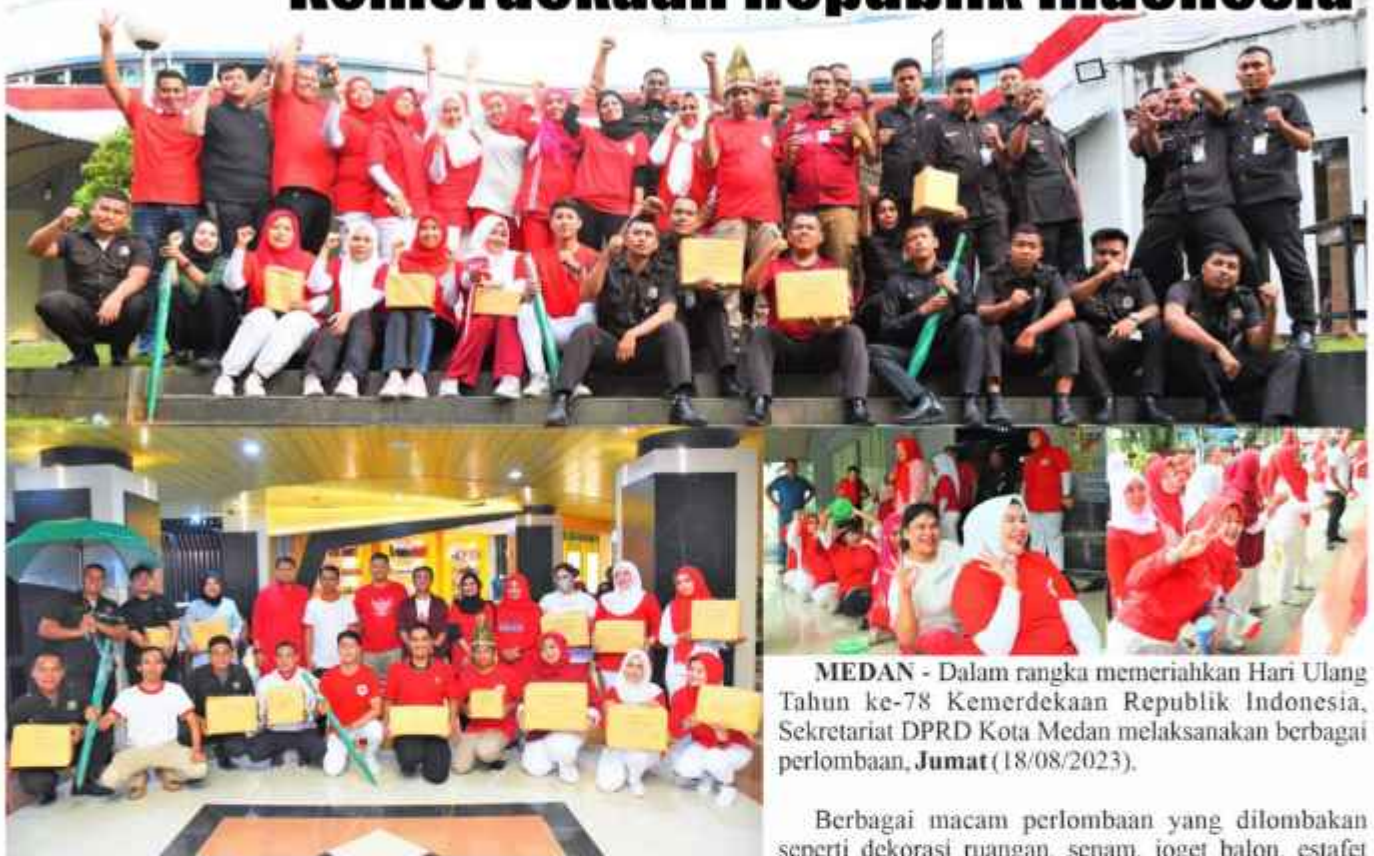 Kemerdekaan Republik Indonesia
MEDAN - Dalam rangka memeriahkan Hari Ulang
Tahun ke-78 Kemerdekaan Republik Indonesia,
Sekretariat DPRD Kota Medan melaksanakan berbagai
perlombaan, Jumat (18/08/2023).
Berbagai macam perlombaan yang dilombakan
seperti dekorasi ruangan, senam, joget balon, estafet